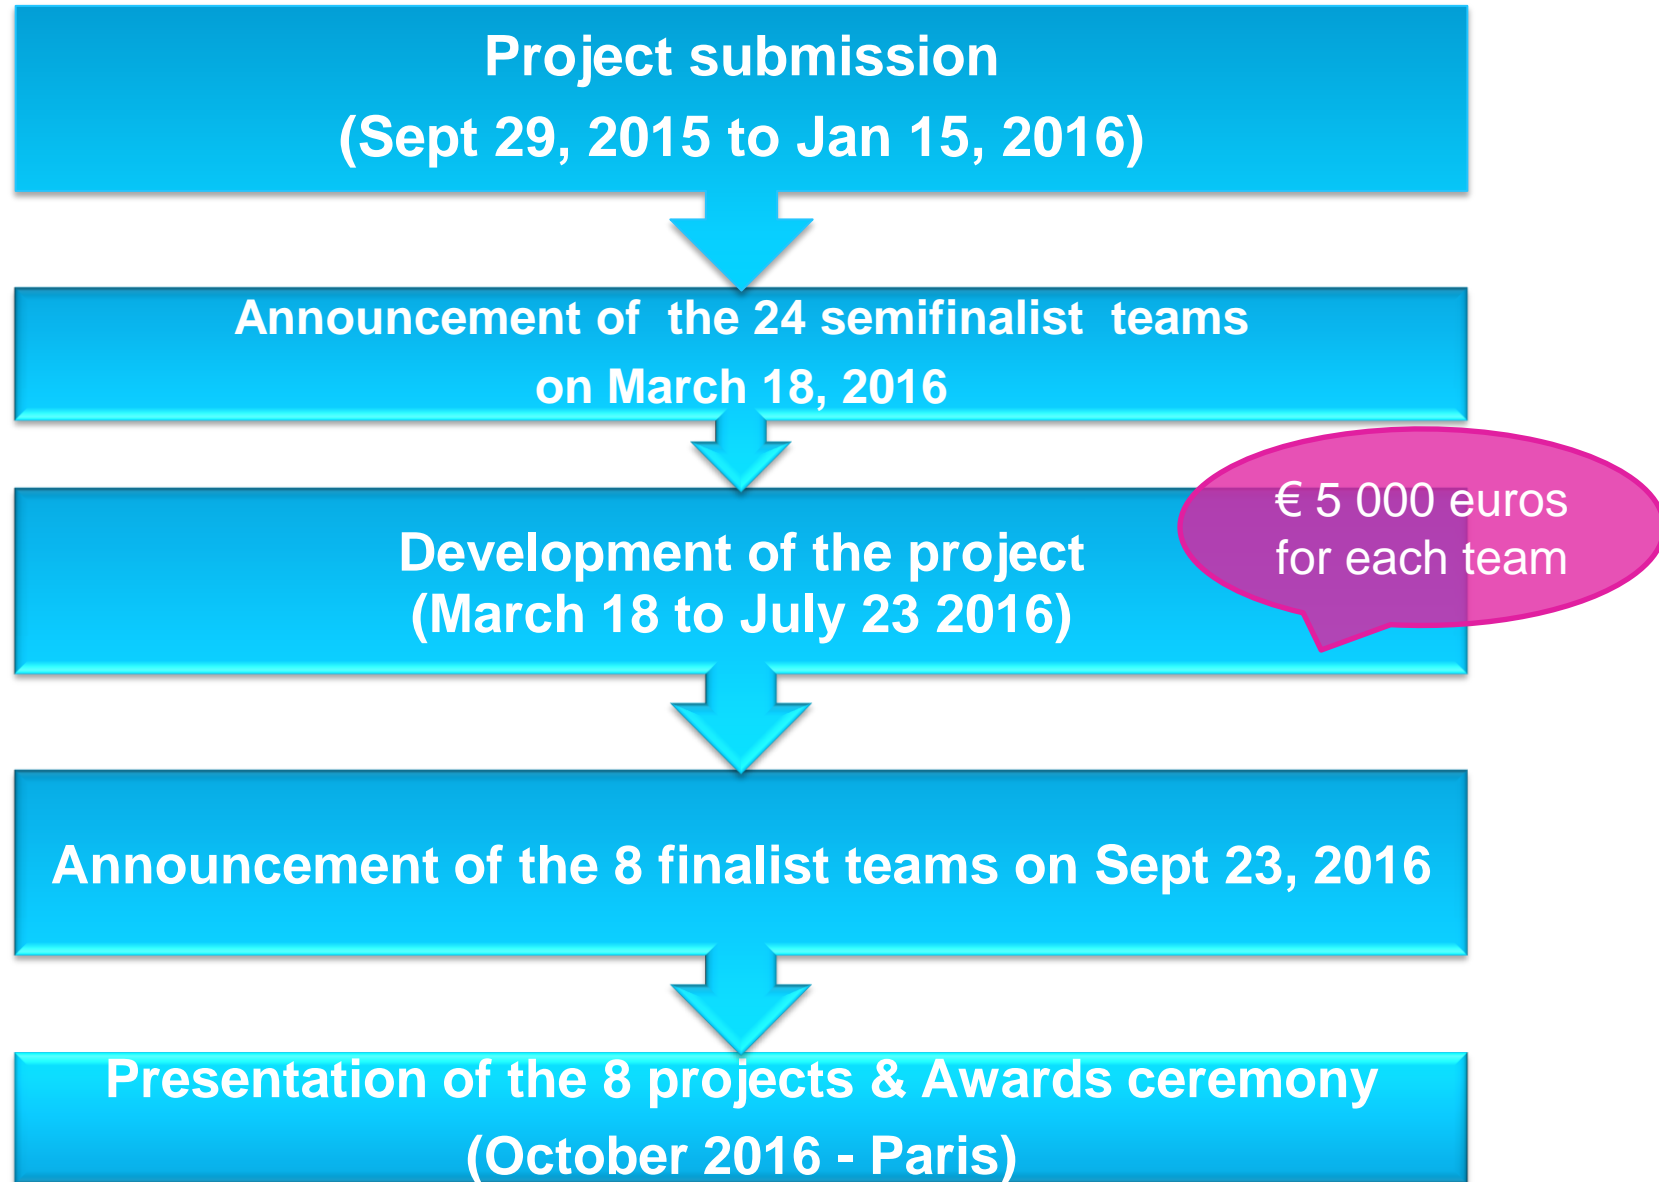 Project submission
(Sept 29, 2015 to Jan 15, 2016)
Announcement of the 24 semifinalist teams
on March 18, 2016
€ 5 000 euros
for each team
Development of the project
(March 18 to July 23 2016)
Announcement of the 8 finalist teams on Sept 23, 2016
Presentation of the 8 projects & Awards ceremony
(October 2016 - Paris)